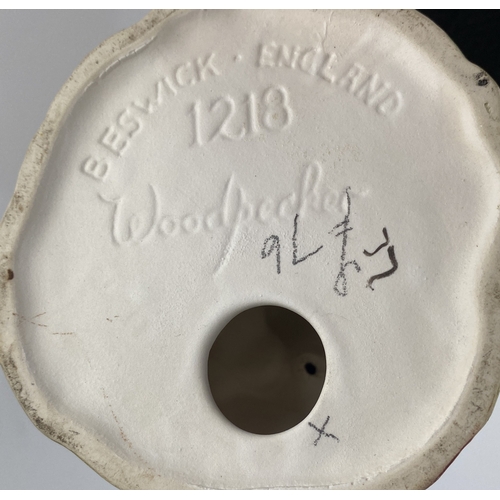 BESWICK · ENGLAND
1218
Woodpecker